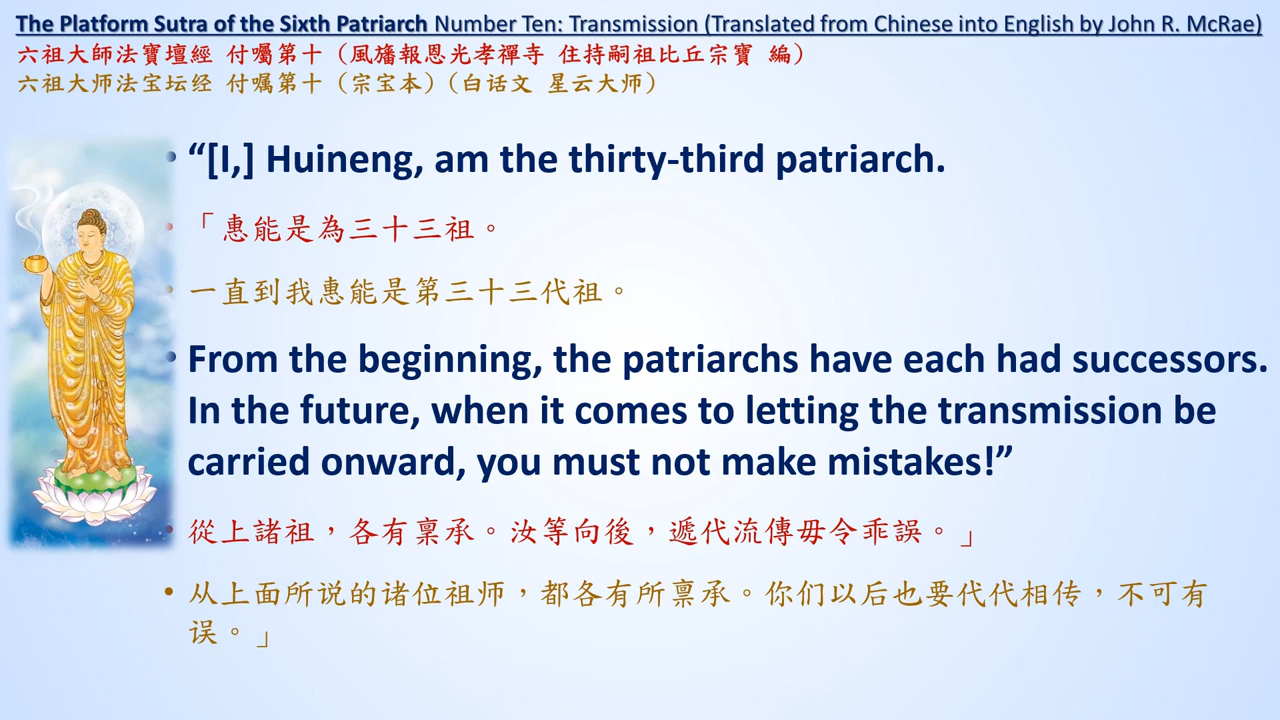 The Platform Sutra of the Sixth Patriarch Number Ten: Transmission (Translated from Chinese into English by John R. McRae)
六祖大師法寶壇經 付囑第十（風旛報恩光孝禪寺 住持嗣祖比丘宗寶 編）
六祖大师法宝坛经 付嘱第十（宗宝本）（白话文 星云大师）
• “[I,] Huineng, am the thirty-third patriarch.
• 「惠能是為三十三祖。
• 一直到我惠能是第三十三代祖。
• From the beginning, the patriarchs have each had successors.
In the future, when it comes to letting the transmission be
carried onward, you must not make mistakes!”
• 從上諸祖，各有稟承。汝等向後，遞代流傳毋令乖誤。」
• 从上面所说的诸位祖师，都各有所禀承。你们以后也要代代相传，不可有
误。」